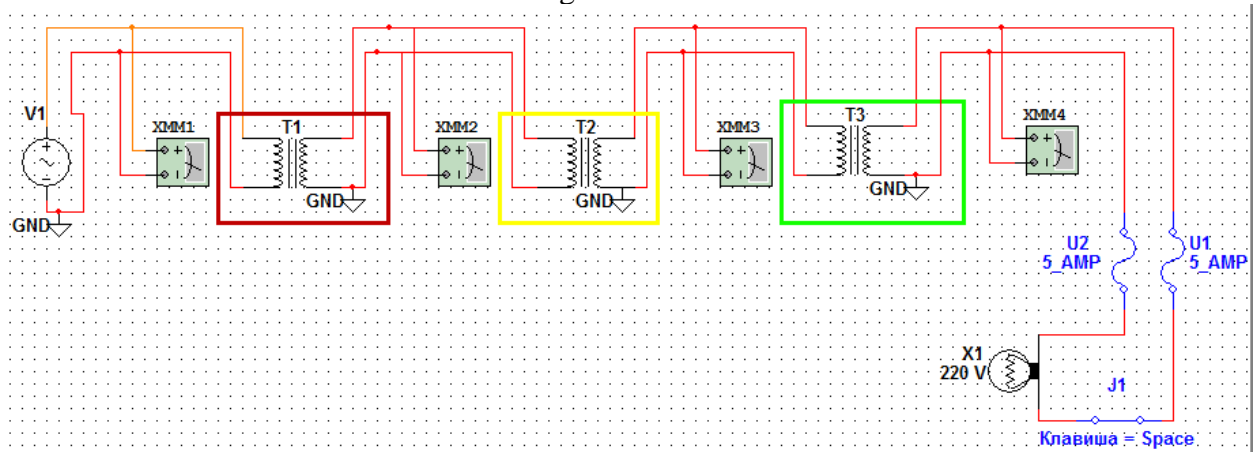 V1
XMM1
T1
XMM2
T2
XMM3
T3
XMM4
GND
GND
GND
GND
U2
5_AMP
U1
5_AMP
X1
220 V
J1
Клавиша = Space